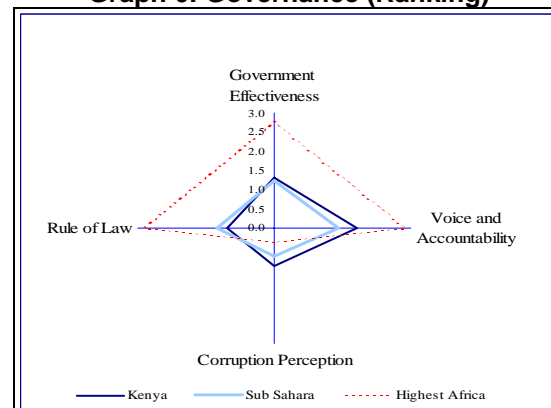 Government
Effectiveness
3.0
2.5
2.0
1.5
1.0
0.5
0.0
Rule of Law
Voice and
Accountability
Corruption Perception
Kenya
Sub Sahara
Highest Africa